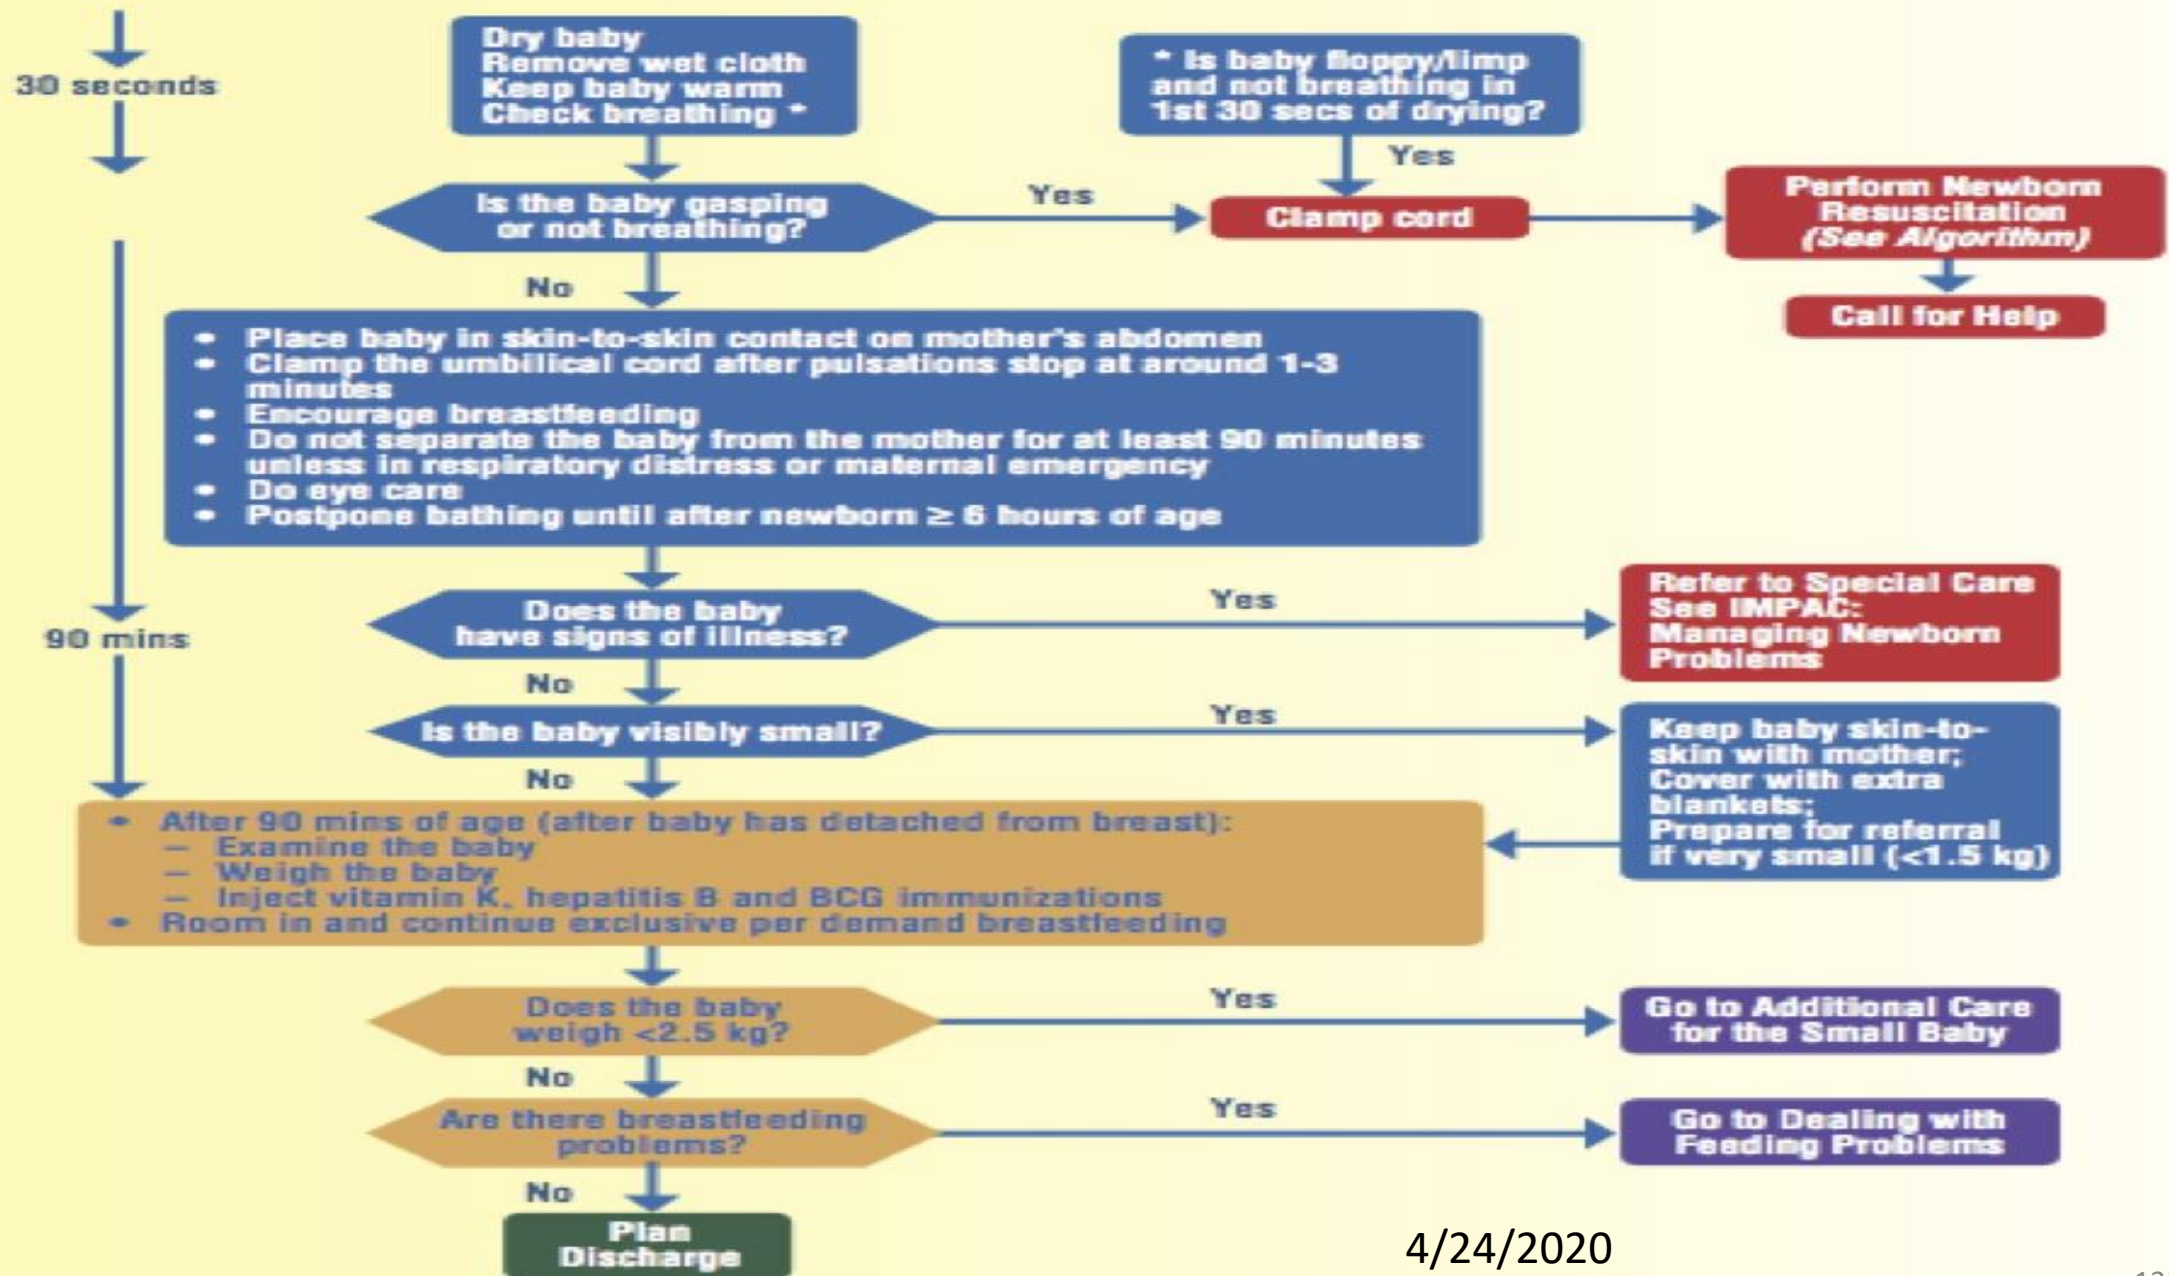 30 seconds
Dry baby
Remove wet cloth
Keep baby warm
Check breathing *
* Is baby floppy/limp
and not breathing in
1st 30 secs of drying?
Yes
Is the baby gasping
or not breathing?
Yes
Clamp cord
Perform Newborn
Resuscitation
(See Algorithm)
Call for Help
No
• Place baby in skin-to-skin contact on mother's abdomen
• Clamp the umbilical cord after pulsations stop at around 1-3
minutes
• Encourage breastfeeding
• Do not separate the baby from the mother for at least 90 minutes
unless in respiratory distress or maternal emergency
• Do eye care
• Postpone bathing until after newborn ≥ 6 hours of age
90 mins
Does the baby
have signs of illness?
Yes
Refer to Special Care
See IMPAC:
Managing Newborn
Problems
No
Is the baby visibly small?
Yes
Keep baby skin-to-
skin with mother;
Cover with extra
blankets;
Prepare for referral
if very small (<1.5 kg)
No
• After 90 mins of age (after baby has detached from breast):
– Examine the baby
– Weigh the baby
– Inject vitamin K, hepatitis B and BCG immunizations
• Room in and continue exclusive per demand breastfeeding
Does the baby
weigh <2.5 kg?
Yes
Go to Additional Care
for the Small Baby
No
Are there breastfeeding
problems?
Yes
Go to Dealing with
Feeding Problems
No
Plan
Discharge
4/24/2020